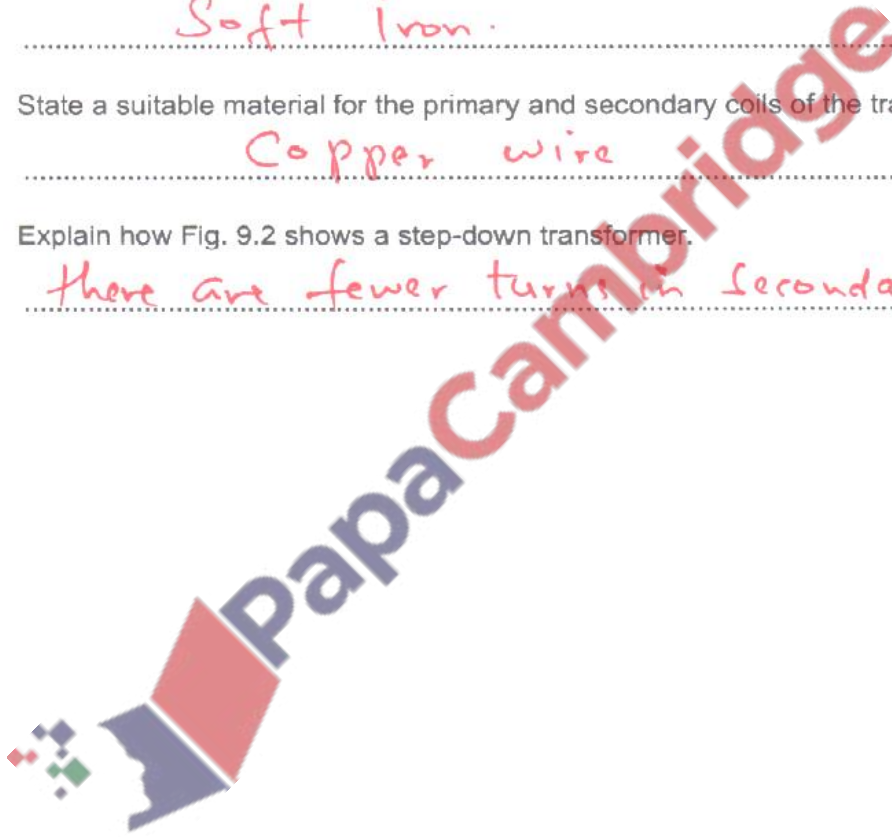 Soft Iron.
State a suitable material for the primary and secondary coils of the tra
Copper wire
Explain how Fig. 9.2 shows a step-down transformer.
there are fewer turns in Seconda
PapaCambridge